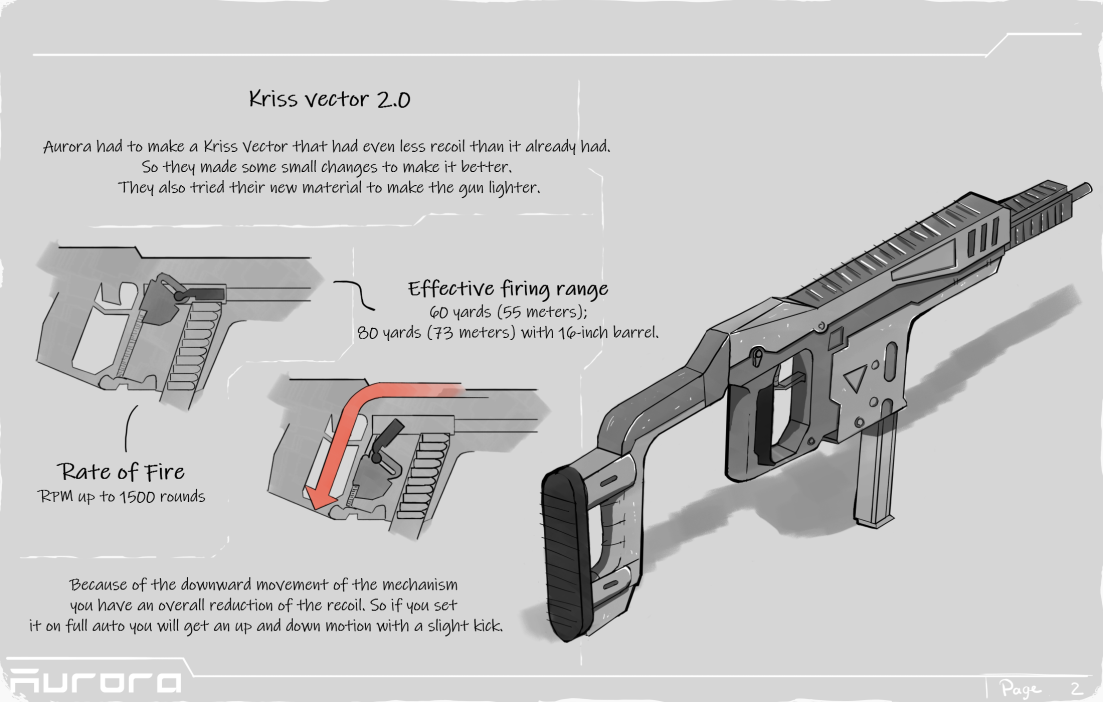 Kriss Vector 2.0
Aurora had to make a Kriss Vector that had even less recoil than it already had.
So they made some small changes to make it better.
They also tried their new material to make the gun lighter.
Effective firing range
60 yards (55 meters);
80 yards (73 meters) with 16-inch barrel.
Rate of Fire
RPM up to 1500 rounds
Because of the downward movement of the mechanism
you have an overall reduction of the recoil. So if you set
it on full auto you will get an up and down motion with a slight kick.
Aurora
Page 2